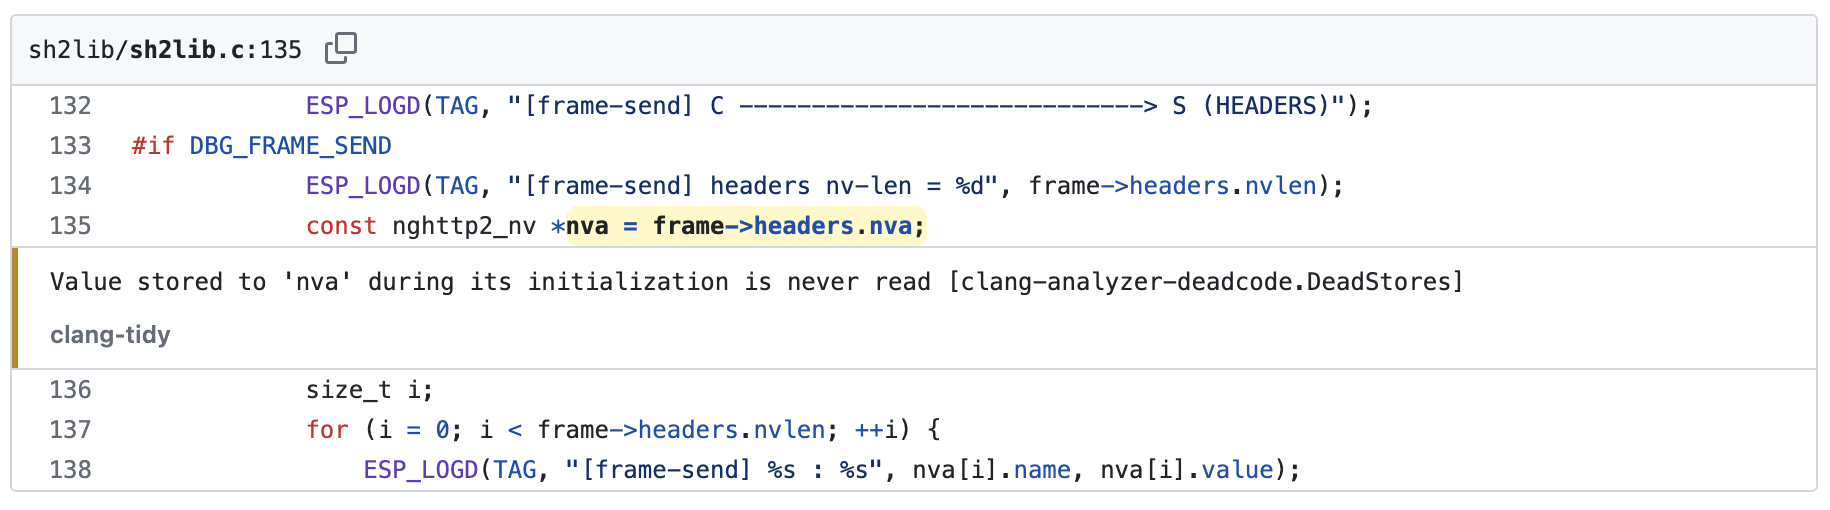 sh2lib/sh2lib.c:135
132 ESP_LOGD(TAG, "[frame-send] C ----------------------------> S (HEADERS)");
133 #if DBG_FRAME_SEND
134 ESP_LOGD(TAG, "[frame-send] headers nv-len = %d", frame->headers.nvlen);
135 const nghttp2_nv *nva = frame->headers.nva;
Value stored to 'nva' during its initialization is never read [clang-analyzer-deadcode.DeadStores]
clang-tidy
136 size_t i;
137 for (i = 0; i < frame->headers.nvlen; ++i) {
138 ESP_LOGD(TAG, "[frame-send] %s : %s", nva[i].name, nva[i].value);